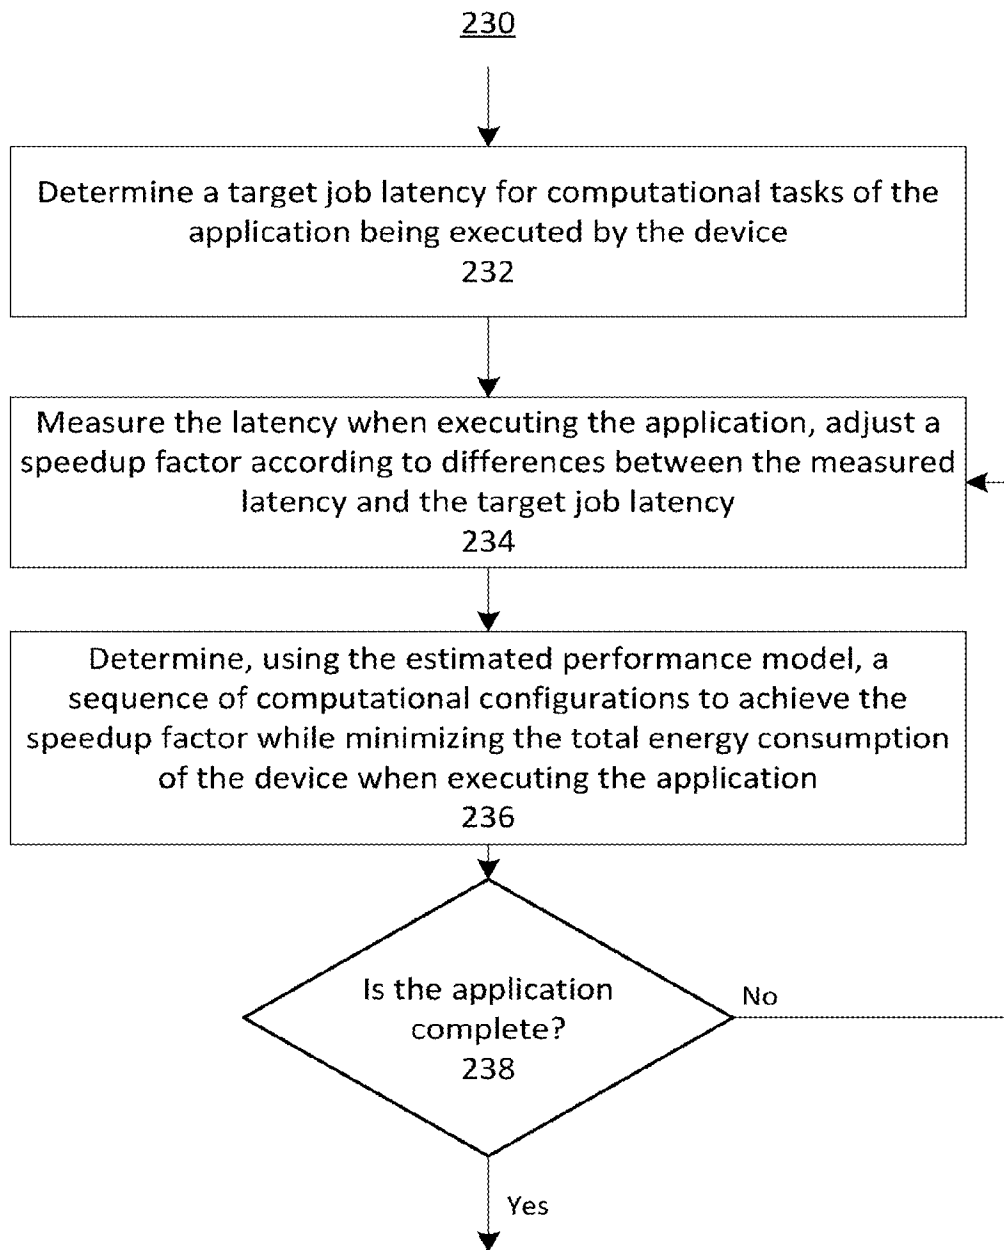 230
Determine a target job latency for computational tasks of the
application being executed by the device
232
Measure the latency when executing the application, adjust a
speedup factor according to differences between the measured
latency and the target job latency
234
Determine, using the estimated performance model, a
sequence of computational configurations to achieve the
speedup factor while minimizing the total energy consumption
of the device when executing the application
236
Is the application
complete?
238
No
Yes